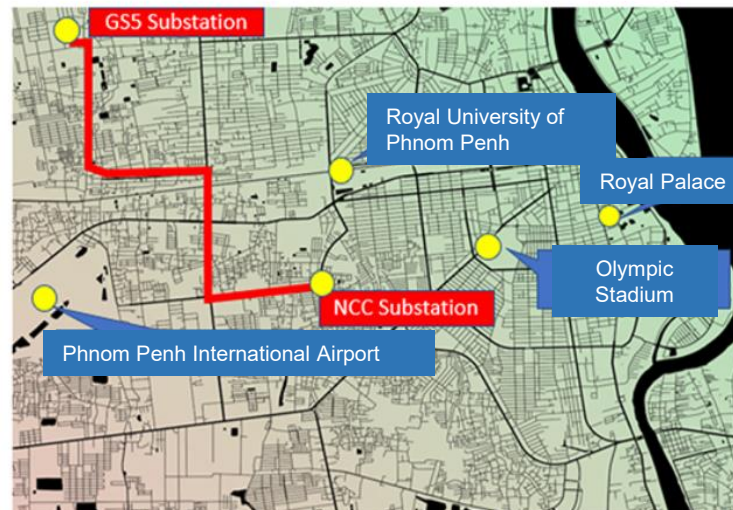 GS5 Substation
Royal University of
Phnom Penh
Royal Palace
Olympic
Stadium
NCC Substation
Phnom Penh International Airport